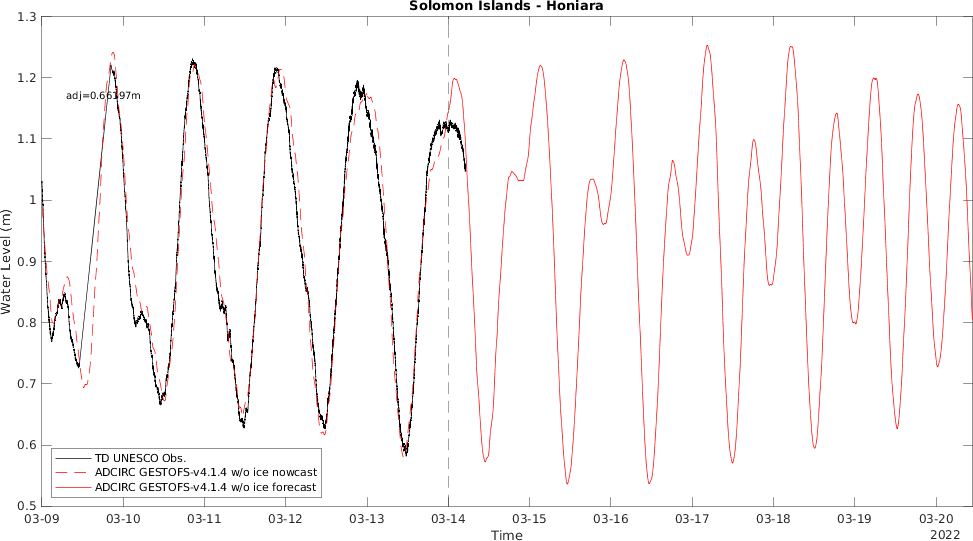 Solomon Islands - Honiara
Water Level (m)
1.3
1.2
1.1
1
0.9
0.8
0.7
0.6
0.5
adj=0.66197m
TD UNESCO Obs.
ADCIRC GESTOFS-v4.1.4 w/o ice nowcast
ADCIRC GESTOFS-v4.1.4 w/o ice forecast
03-09 03-10 03-11 03-12 03-13 03-14 03-15 03-16 03-17 03-18 03-19 03-20
2022
Time